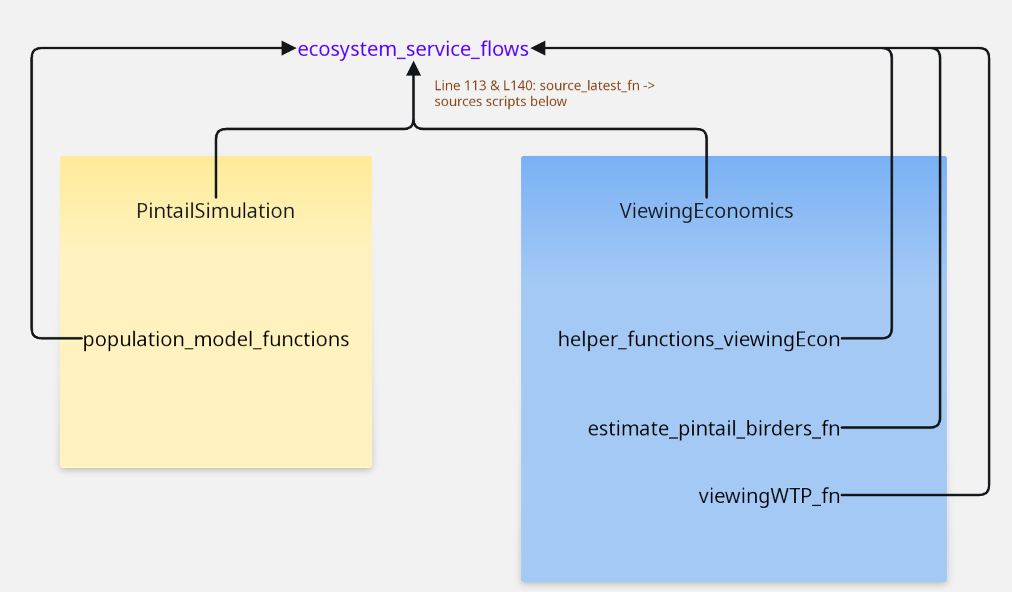 ecosystem_service_flows
Line 113 & L140: source_latest_fn ->
sources scripts below
PintailSimulation
ViewingEconomics
population_model_functions
helper_functions_viewingEcon
estimate_pintail_birders_fn
viewingWTP_fn